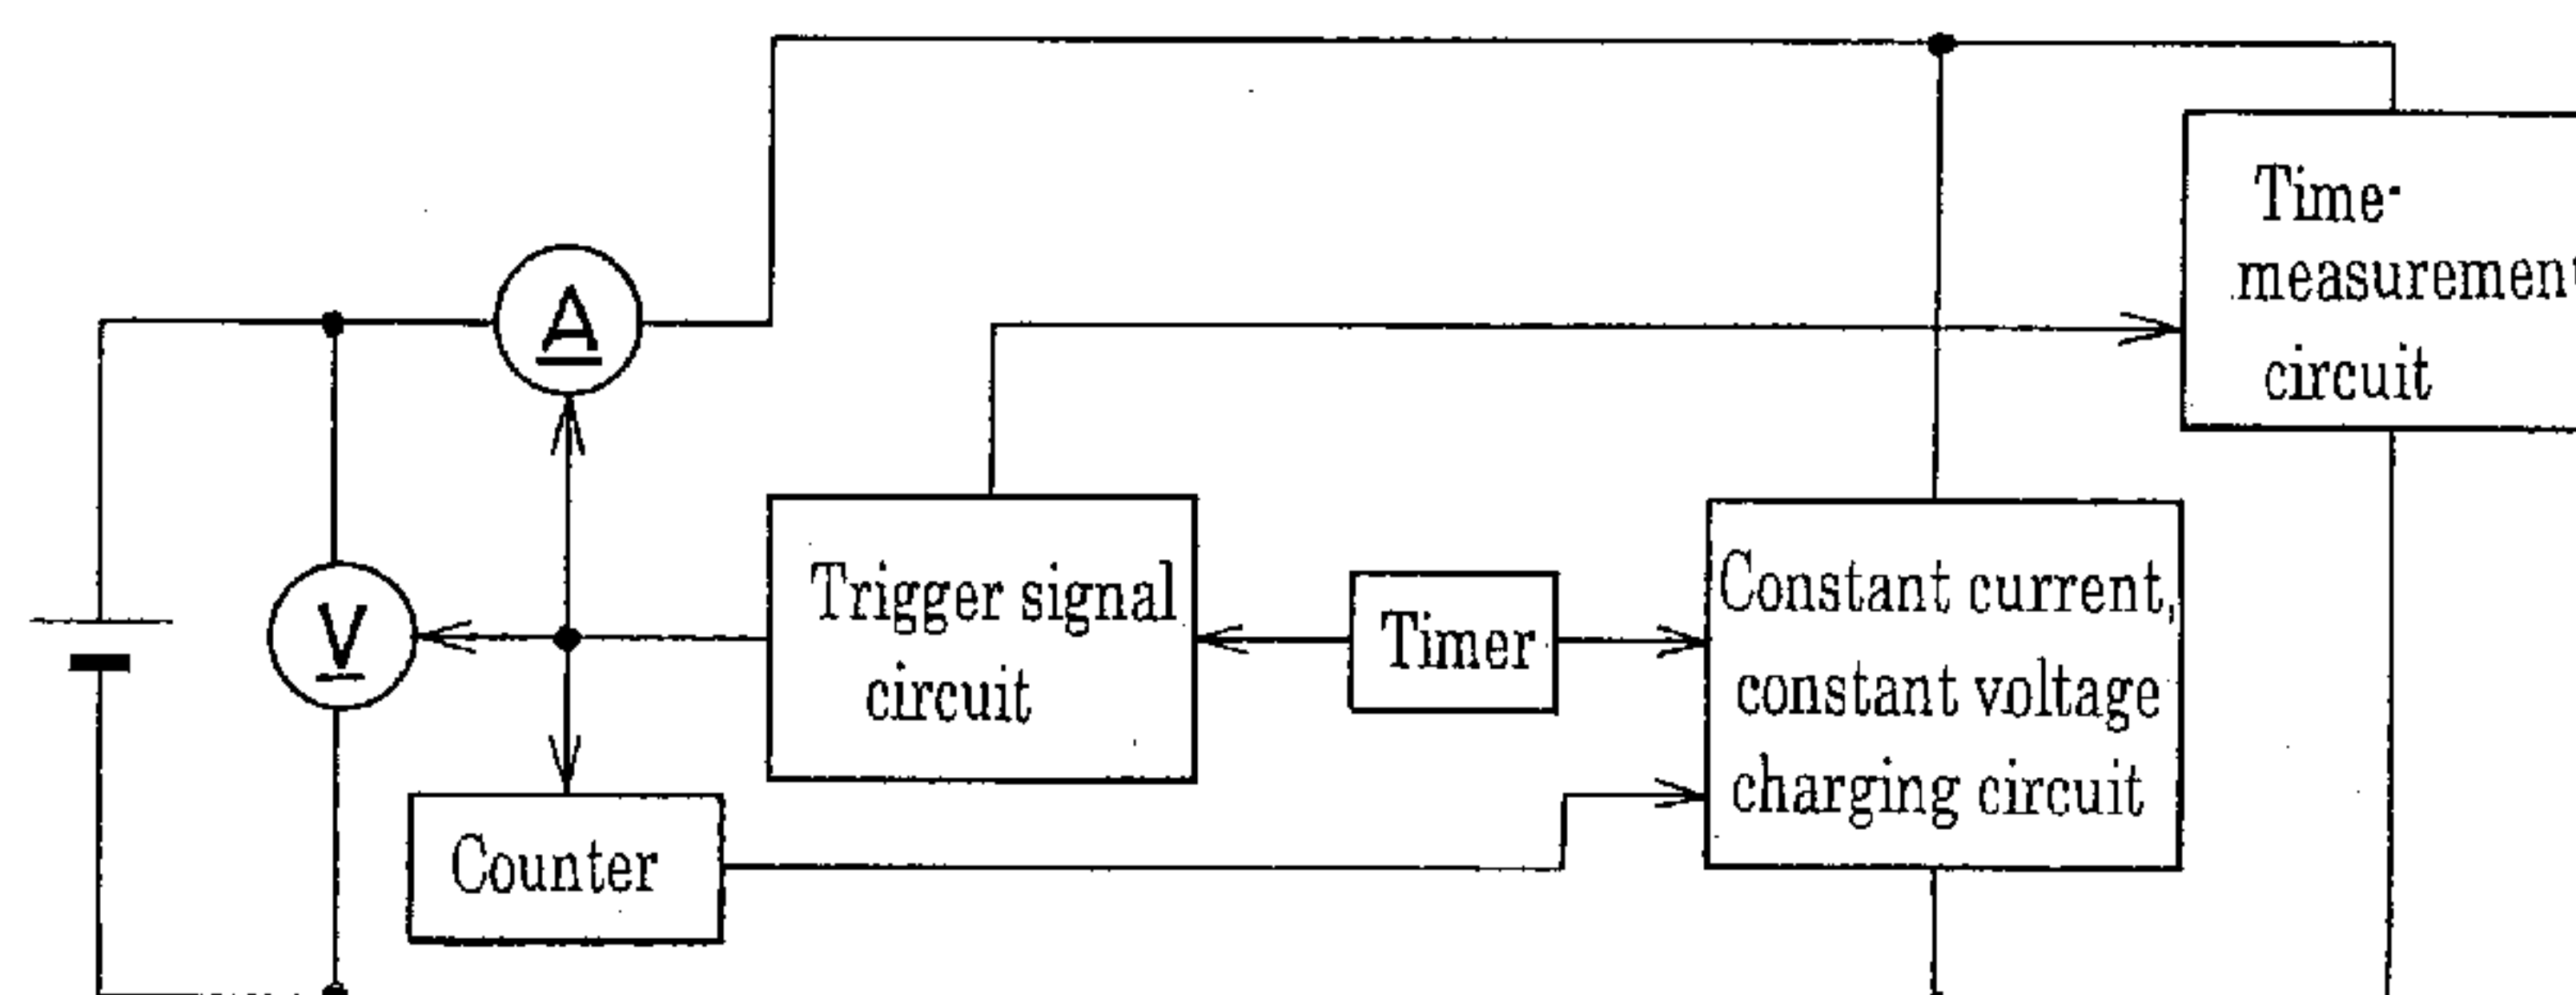 Time-
measurement
circuit
A
V
Trigger signal
circuit
Timer
Constant current,
constant voltage
charging circuit
Counter